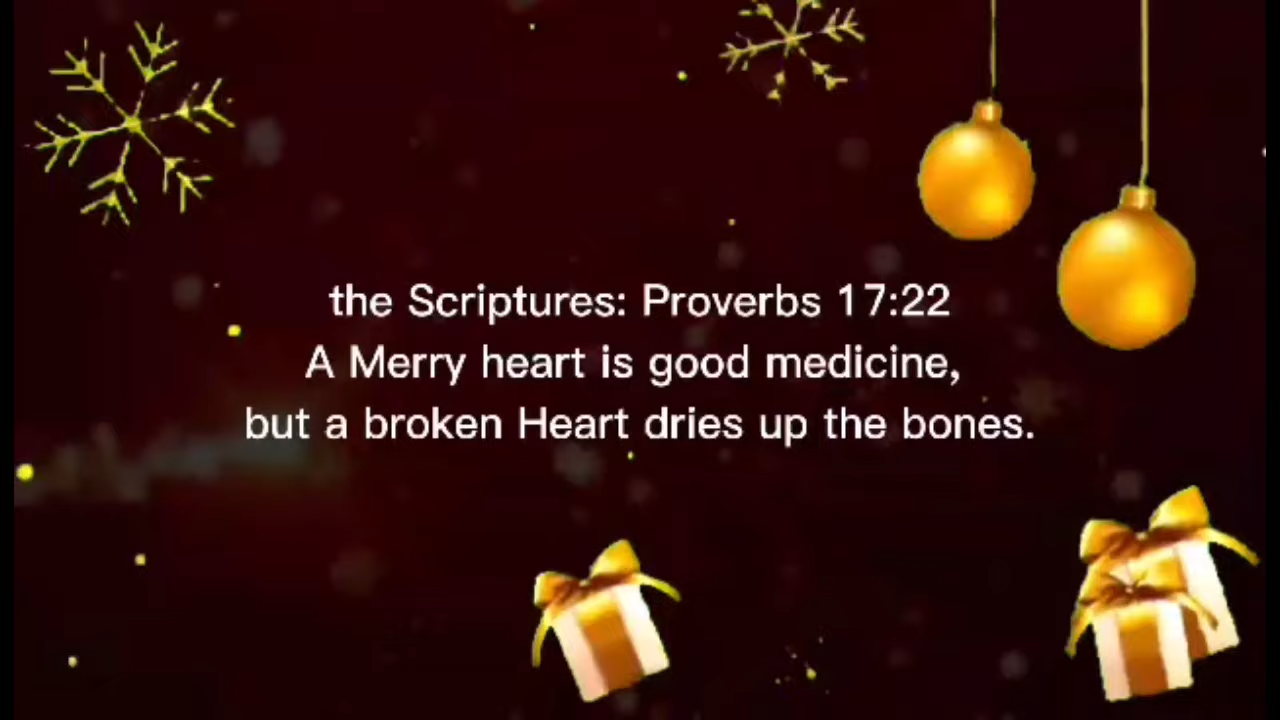 the Scriptures: Proverbs 17:22
A Merry heart is good medicine,
but a broken Heart dries up the bones.